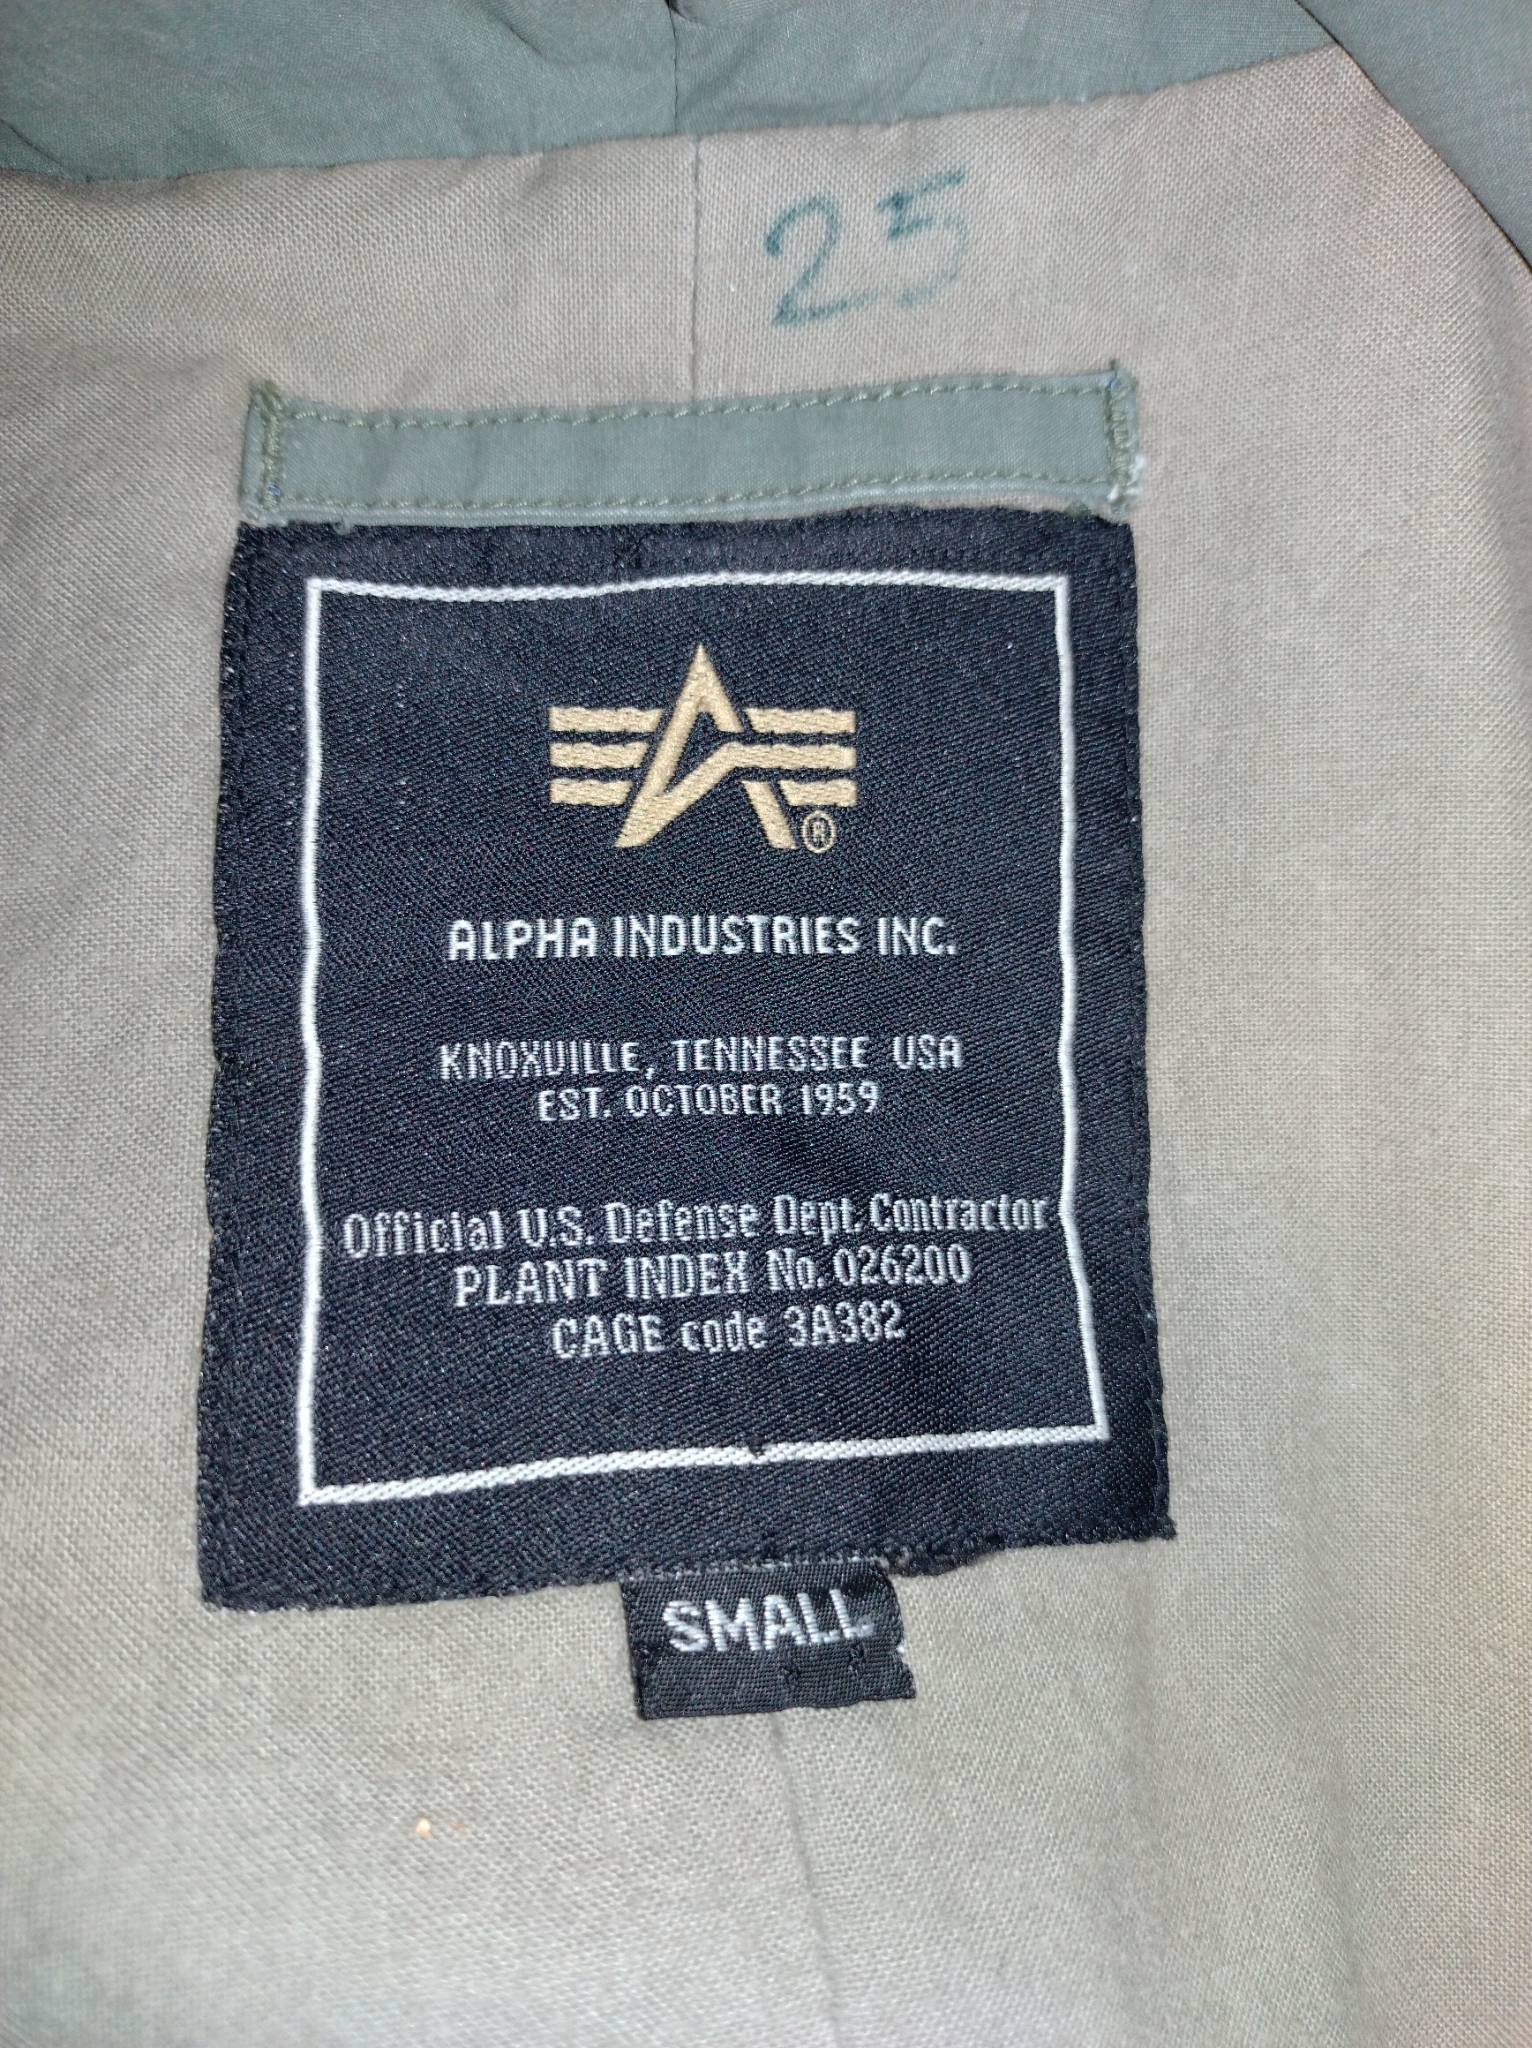 25
ALPHA INDUSTRIES INC.
KNOXVILLE, TENNESSEE USA
EST. OCTOBER 1959
Official U.S. Defense Dept. Contractor
PLANT INDEX No. 026200
CAGE code 3A382
SMALL